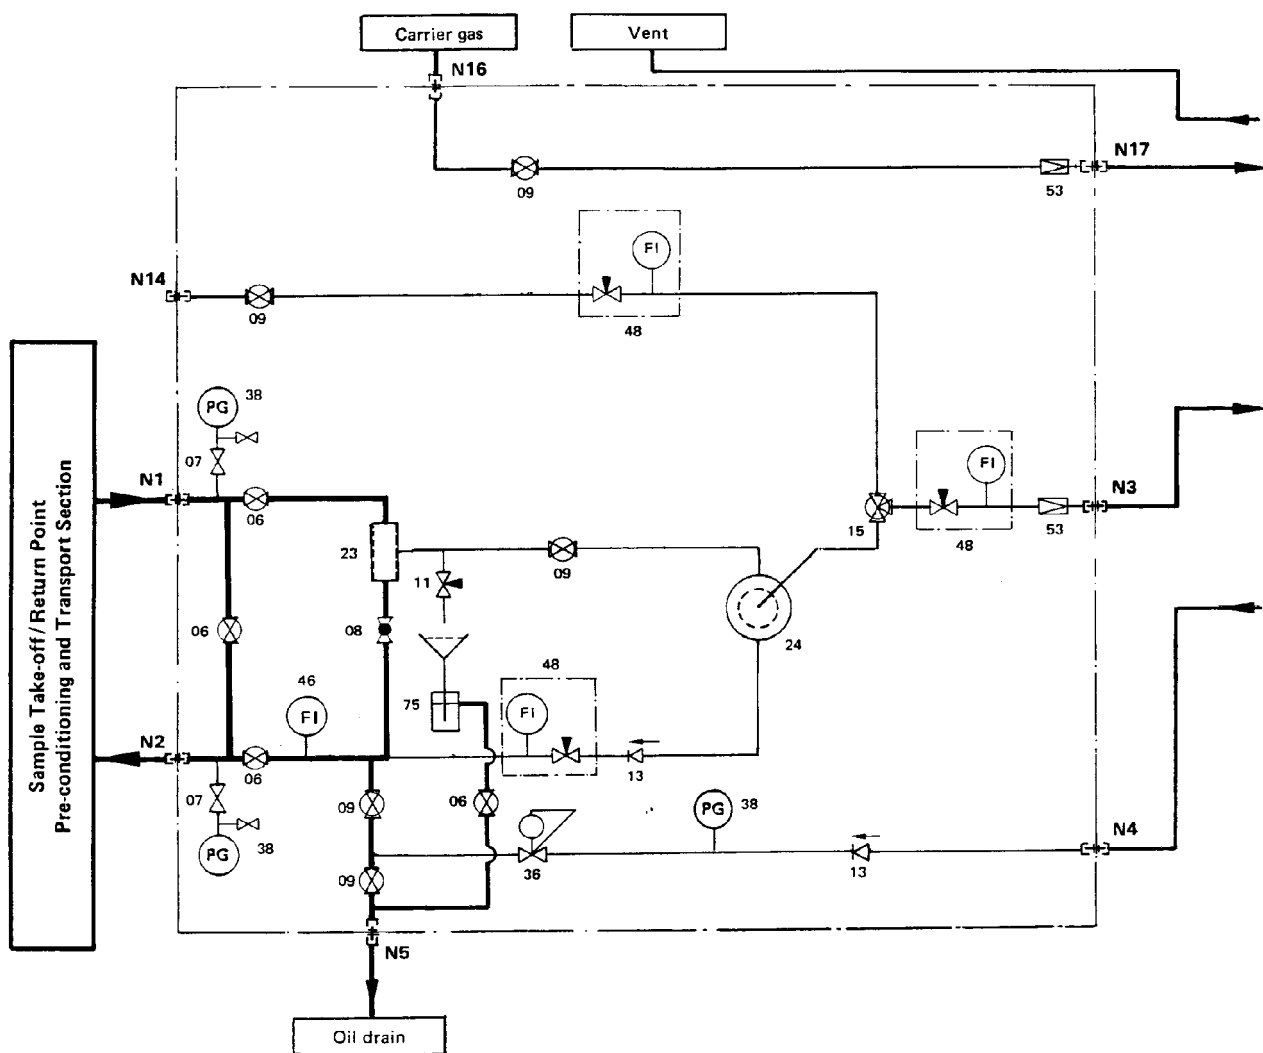 Carrier gas
Vent
N16
N17
09
53
FI
N14
09
48
38
PG
07
FI
N1
N3
06
15
53
48
23
09
11
06
08
24
46
48
75
FI
FI
N2
06
13
07
09
06
PG
38
N4
PG
38
36
13
09
N5
Oil drain
Sample Take-off/Return Point
Pre-conditioning and Transport Section